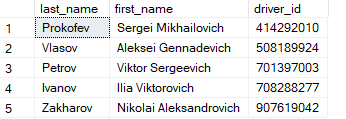 last_name first_name driver_id
1 Prokofev Sergei Mikhailovich 414292010
2 Vlasov Aleksei Gennadevich 508189924
3 Petrov Viktor Sergeevich 701397003
4 Ivanov Ilia Viktorovich 708288277
5 Zakharov Nikolai Aleksandrovich 907619042